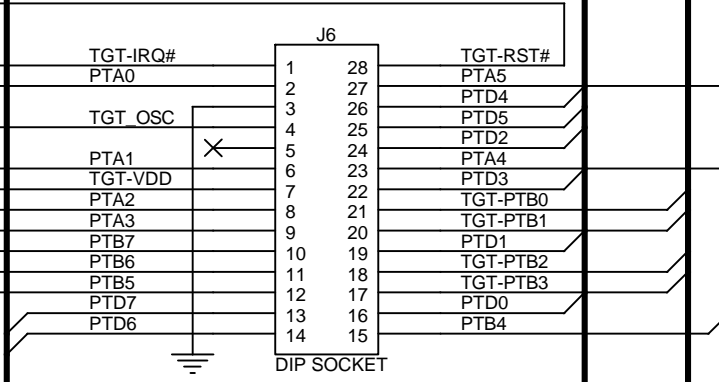 J6
TGT-IRQ# 1 28 TGT-RST#
PTA0 2 27 PTA5
3 26 PTD4
TGT_OSC 4 25 PTD5
5 24 PTD2
PTA1 6 23 PTA4
TGT-VDD 7 22 PTD3
PTA2 8 21 TGT-PTB0
PTA3 9 20 TGT-PTB1
PTB7 10 19 PTD1
PTB6 11 18 TGT-PTB2
PTB5 12 17 TGT-PTB3
PTD7 13 16 PTD0
PTD6 14 15 PTB4
DIP SOCKET